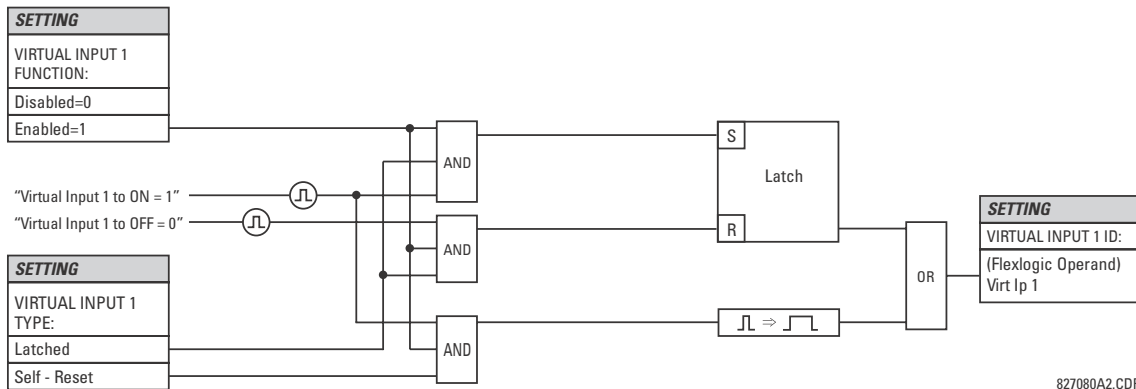 SETTING
VIRTUAL INPUT 1
FUNCTION:
Disabled=0
Enabled=1
“Virtual Input 1 to ON = 1”
“Virtual Input 1 to OFF = 0”
SETTING
VIRTUAL INPUT 1
TYPE:
Latched
Self - Reset
AND
AND
AND
S
Latch
R
OR
SETTING
VIRTUAL INPUT 1 ID:
(Flexlogic Operand)
Virt Ip 1
827080A2.CDR